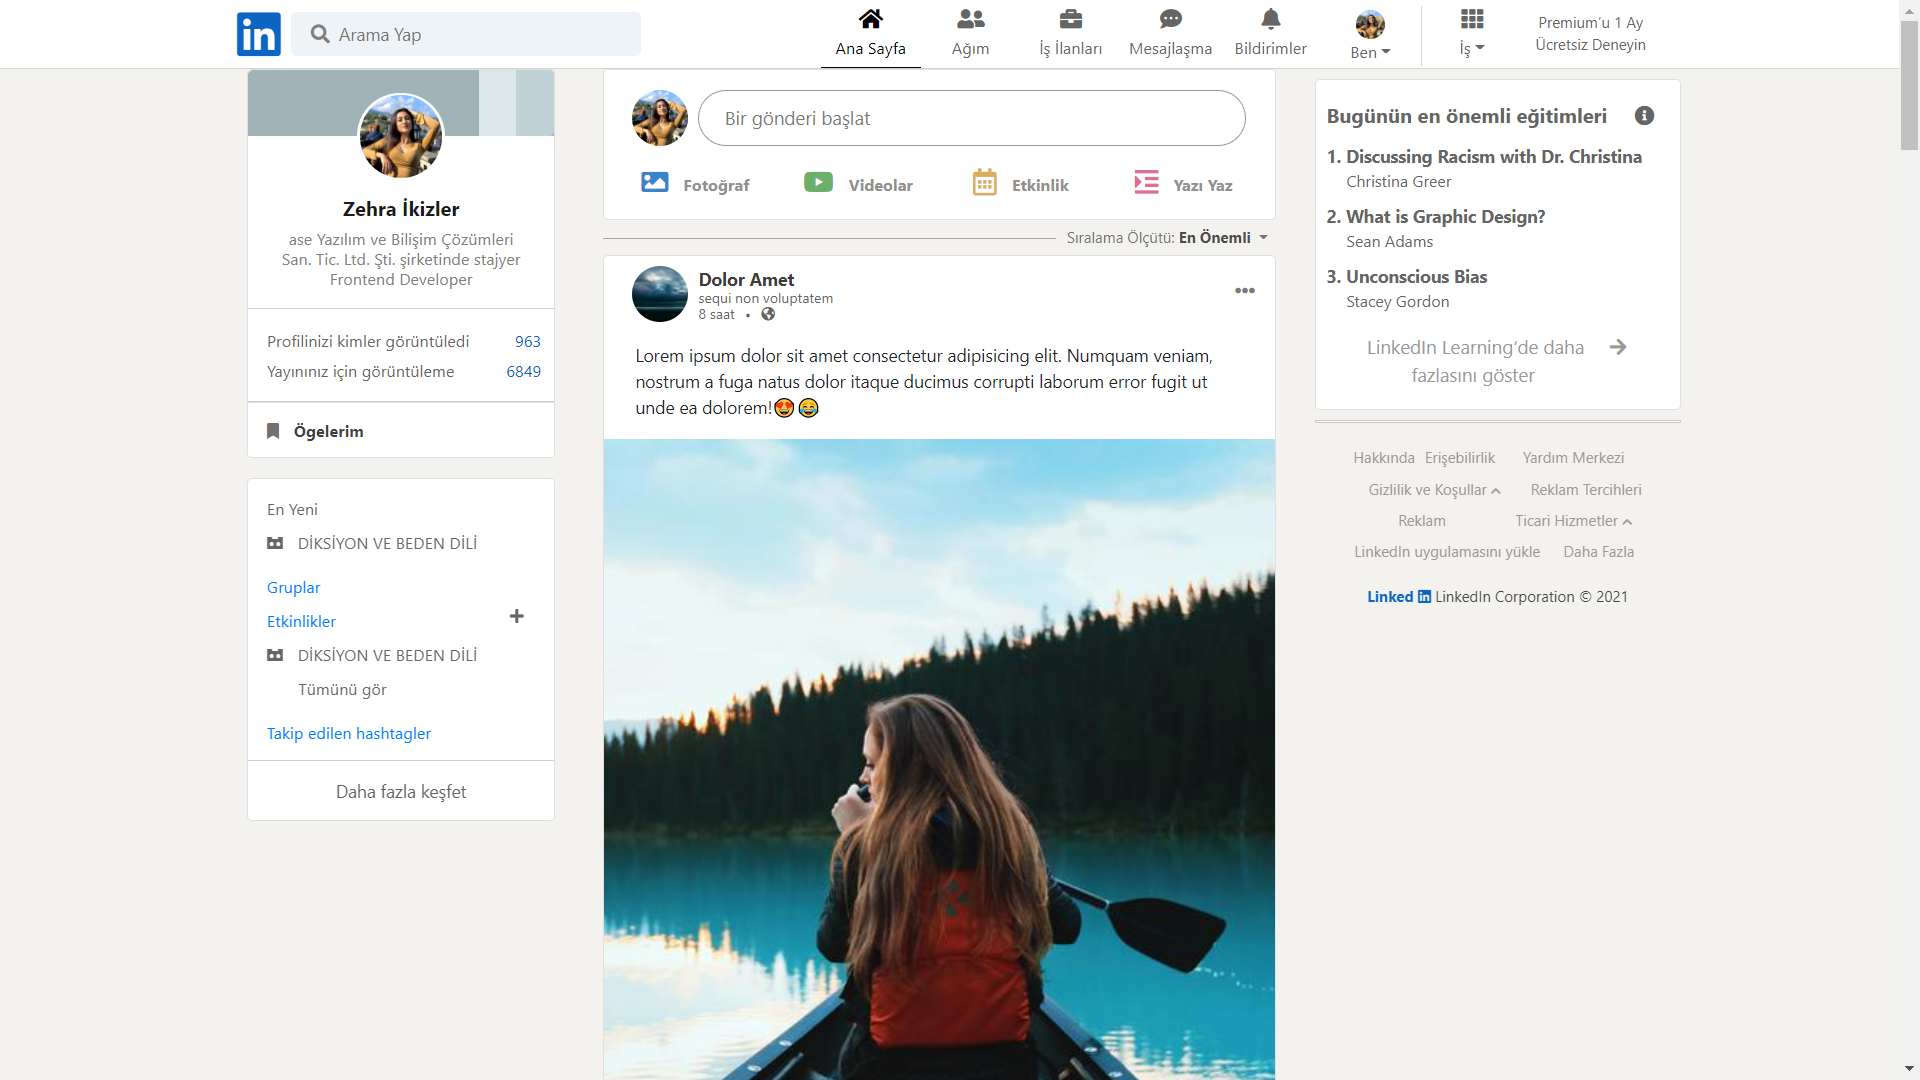 in
Arama Yap
Ana Sayfa
Ağım
İş İlanları
Mesajlaşma
Bildirimler
Ben
İş
Premium'u 1 Ay
Ücretsiz Deneyin
Zehra İkizler
ase Yazılım ve Bilişim Çözümleri
San. Tic. Ltd. Şti. şirketinde stajyer
Frontend Developer
Profilinizi kimler görüntüledi 963
Yayınınız için görüntüleme 6849
Ögelerim
En Yeni
DİKSİYON VE BEDEN DİLİ
Gruplar
Etkinlikler
DİKSİYON VE BEDEN DİLİ
Tümünü gör
Takip edilen hashtagler
Daha fazla keşfet
Bir gönderi başlat
Fotoğraf
Videolar
Etkinlik
Yazı Yaz
Sıralama Ölçütü: En Önemli
Dolor Amet
sequi non voluptatem
8 saat •
Lorem ipsum dolor sit amet consectetur adipisicing elit. Numquam veniam,
nostrum a fuga natus dolor itaque ducimus corrupti laborum error fugit ut
unde ea dolorem!😍😂
Bugünün en önemli eğitimleri
1. Discussing Racism with Dr. Christina
Christina Greer
2. What is Graphic Design?
Sean Adams
3. Unconscious Bias
Stacey Gordon
LinkedIn Learning'de daha
fazlasını göster
Hakkında Erişebilirlik Yardım Merkezi
Gizlilik ve Koşullar Reklam Tercihleri
Reklam Ticari Hizmetler
LinkedIn uygulamasını yükle Daha Fazla
Linked in LinkedIn Corporation © 2021